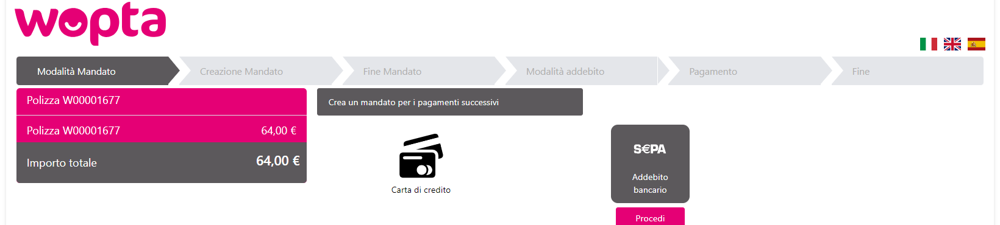 wopta
Modalità Mandato
Creazione Mandato
Fine Mandato
Modalità addebito
Pagamento
Fine
Polizza W00001677
Polizza W00001677 64,00 €
Importo totale 64,00 €
Crea un mandato per i pagamenti successivi
Carta di credito
S€PA
Addebito
bancario
Procedi